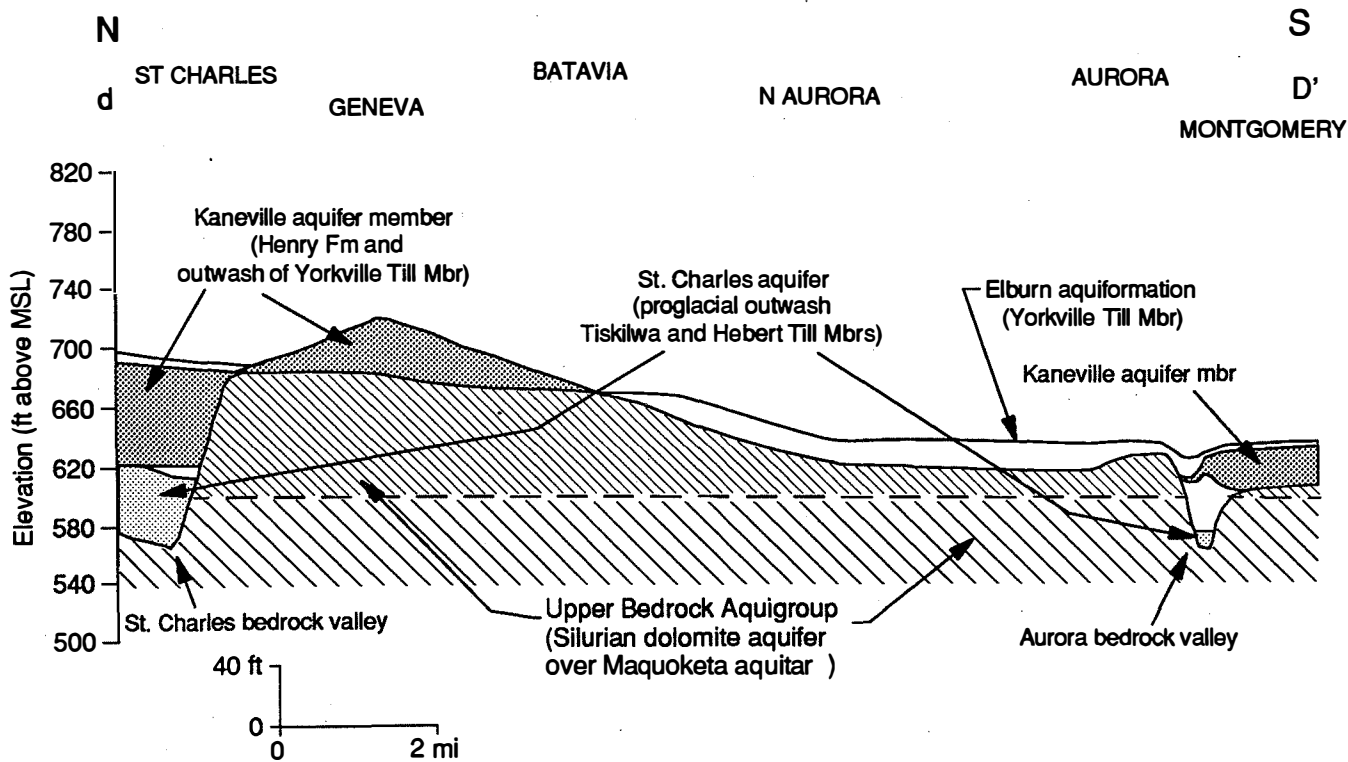 N
S
ST CHARLES
BATAVIA
AURORA
d
D'
GENEVA
N AURORA
MONTGOMERY
820
780
740
700
660
620
580
540
500
Elevation (ft above MSL)
Kaneville aquifer member
(Henry Fm and
outwash of Yorkville Till Mbr)
St. Charles aquifer
(proglacial outwash
Tiskilwa and Hebert Till Mbrs)
Elburn aquiformation
(Yorkville Till Mbr)
Kaneville aquifer mbr
St. Charles bedrock valley
Upper Bedrock Aquigroup
(Silurian dolomite aquifer
over Maquoketa aquitar )
Aurora bedrock valley
40 ft
0
0
2 mi